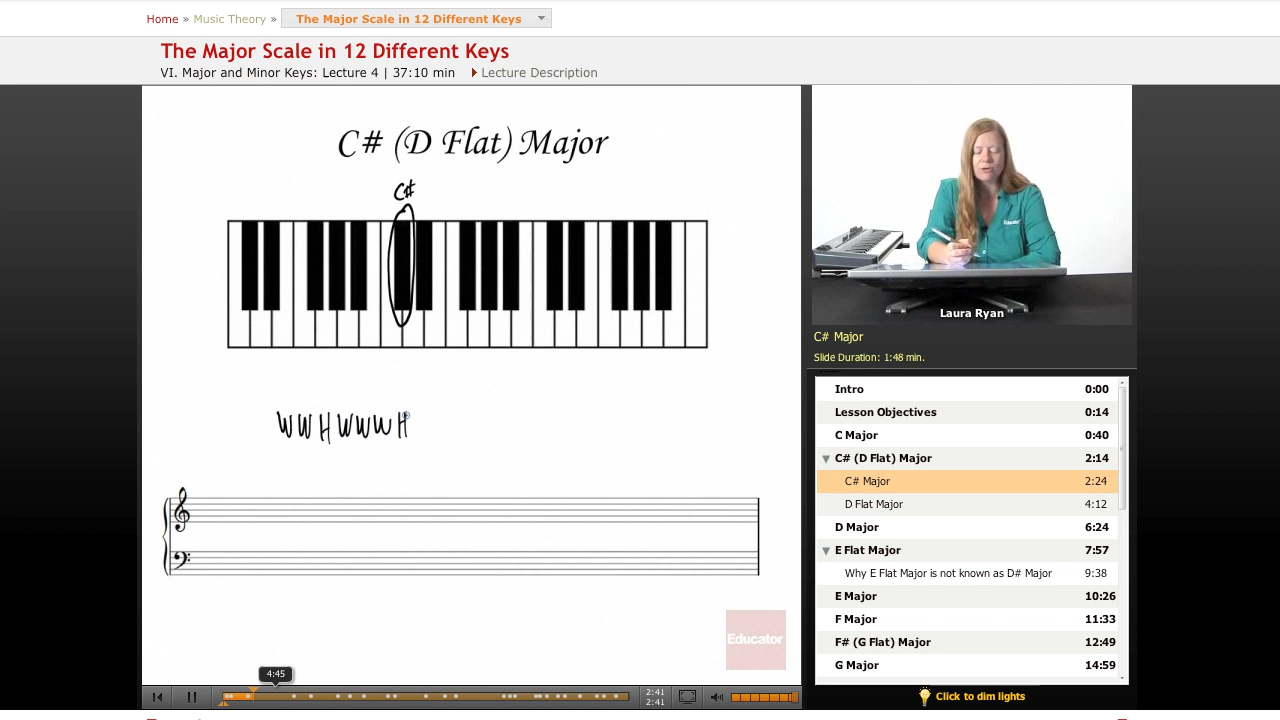 Home » Music Theory » The Major Scale in 12 Different Keys
The Major Scale in 12 Different Keys
VI. Major and Minor Keys: Lecture 4 | 37:10 min Lecture Description
C# (D Flat) Major
C#
W W H W W W H
Educator
Educator
Laura Ryan
C# Major
Slide Duration: 1:48 min.
Intro 0:00
Lesson Objectives 0:14
C Major 0:40
C# (D Flat) Major 2:14
C# Major 2:24
D Flat Major 4:12
D Major 6:24
E Flat Major 7:57
Why E Flat Major is not known as D# Major 9:38
E Major 10:26
F Major 11:33
F# (G Flat) Major 12:49
G Major 14:59
4:45
2:41
2:41
Click to dim lights